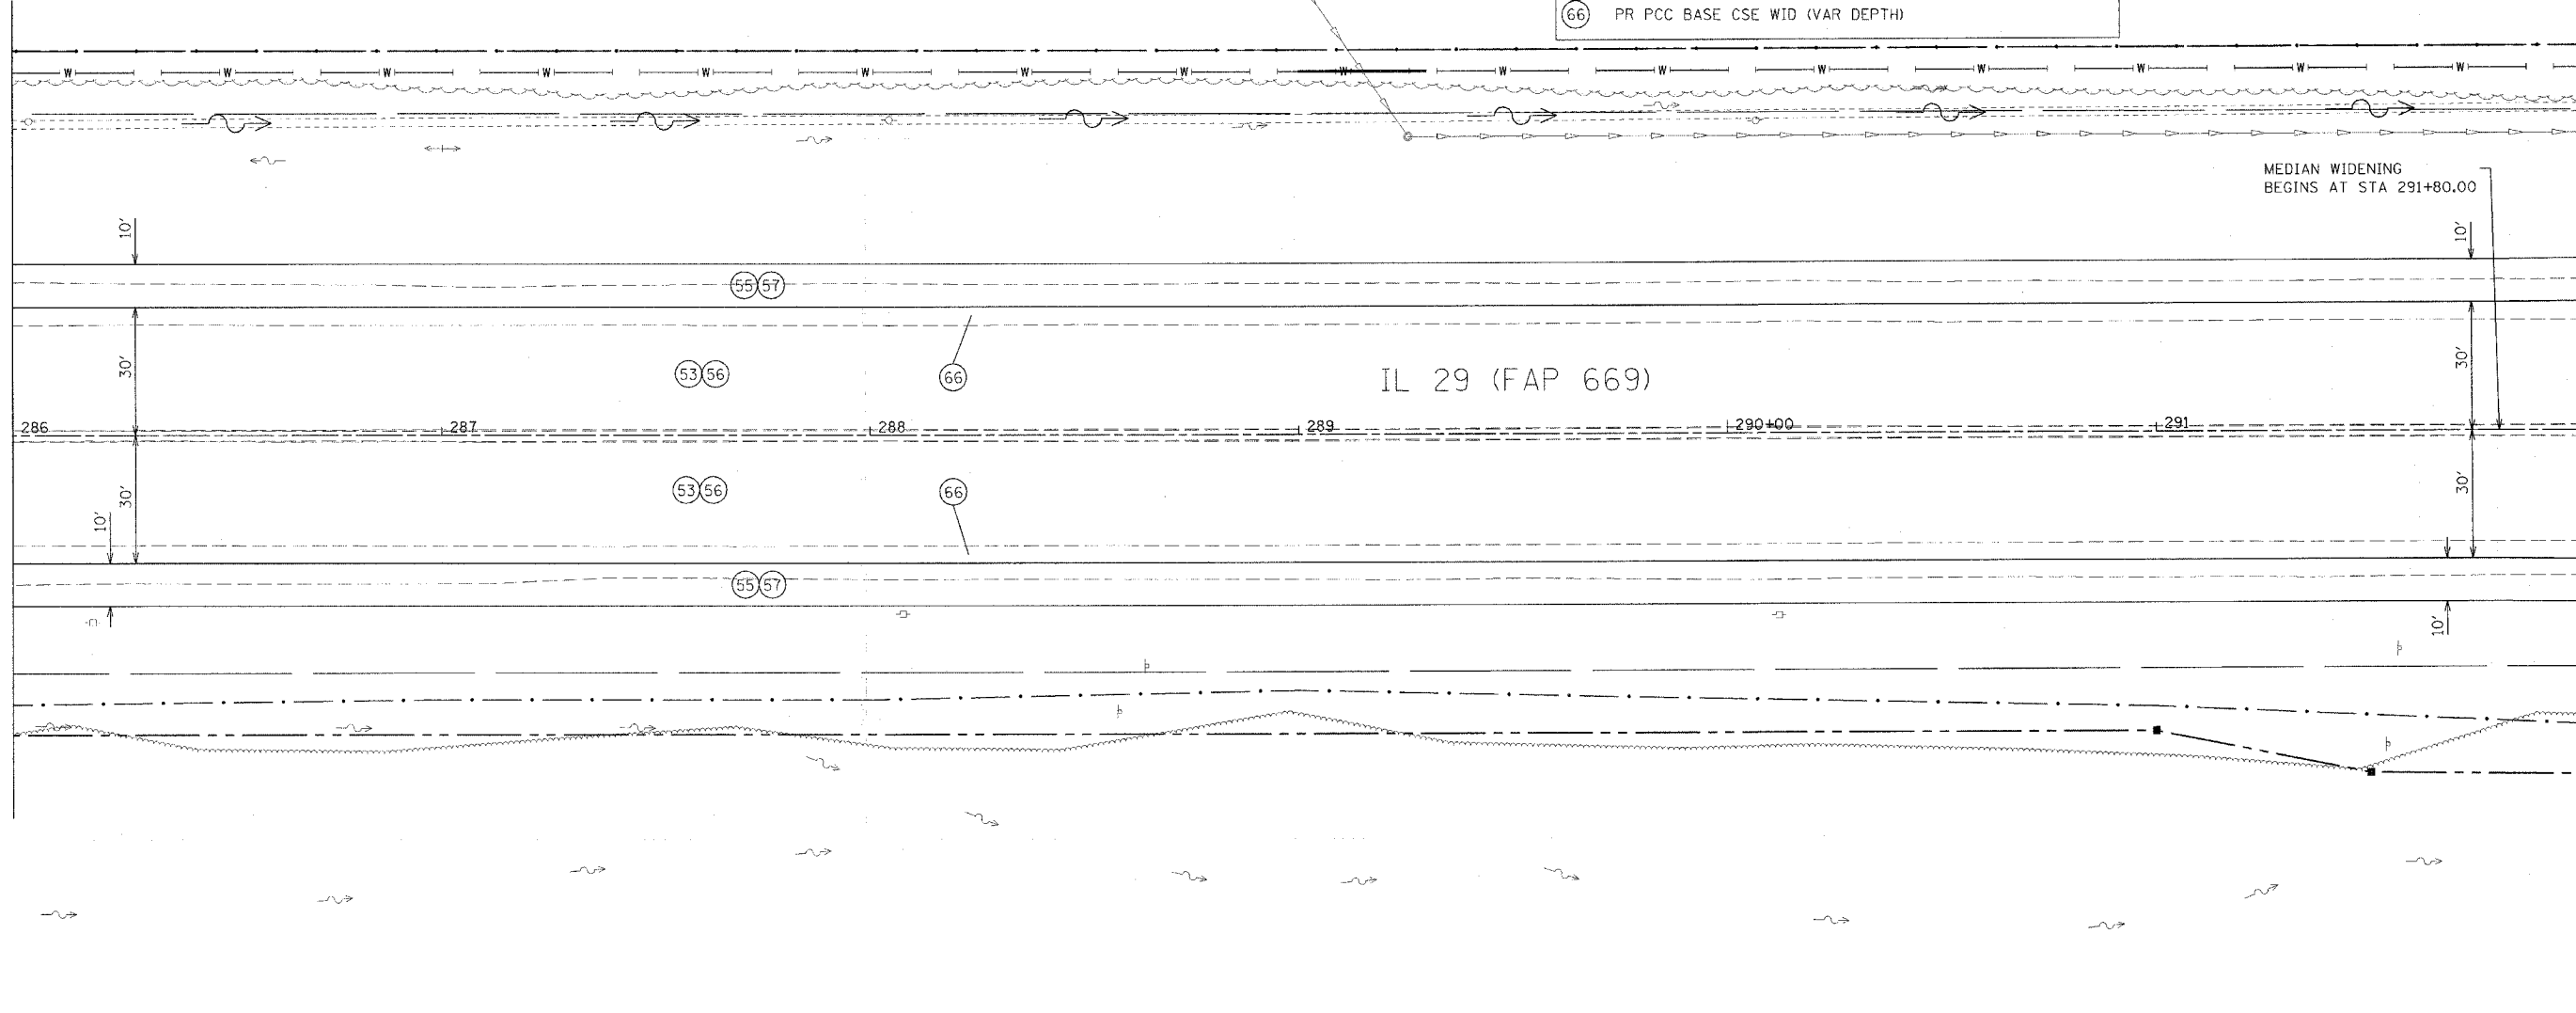 66 PR PCC BASE CSE WID (VAR DEPTH)
W W W W W W W W W W W W W W W W
MEDIAN WIDENING
BEGINS AT STA 291+80.00
10'
10'
55 57
30'
53 56
66
IL 29 (FAP 669)
30'
286 287 288 289 290+00 291
30'
53 56
66
30'
10'
55 57
10'